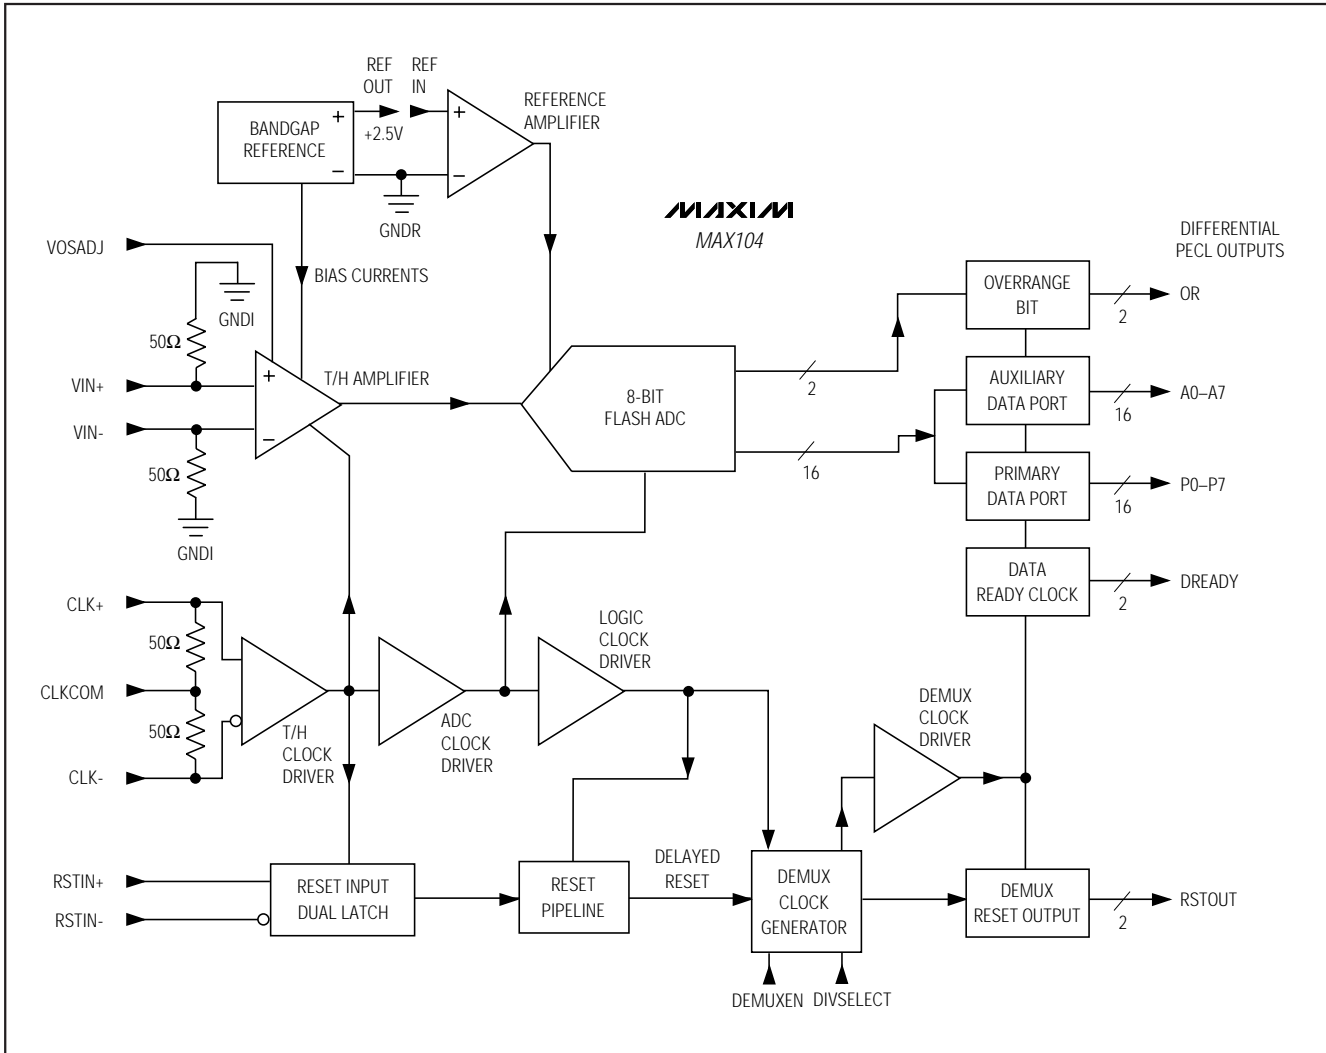 REF
OUT
REF
IN
+2.5V
BANDGAP
REFERENCE
+
−
+
−
REFERENCE
AMPLIFIER
GNDR
MAXIM
MAX104
DIFFERENTIAL
PECL OUTPUTS
VOSADJ
BIAS CURRENTS
GNDI
50Ω
VIN+
+
−
T/H AMPLIFIER
VIN-
50Ω
GNDI
8-BIT
FLASH ADC
2
16
OVERRANGE
BIT
2
OR
AUXILIARY
DATA PORT
16
A0–A7
PRIMARY
DATA PORT
16
P0–P7
DATA
READY CLOCK
2
DREADY
CLK+
50Ω
CLKCOM
50Ω
CLK-
T/H
CLOCK
DRIVER
ADC
CLOCK
DRIVER
LOGIC
CLOCK
DRIVER
DEMUX
CLOCK
DRIVER
RSTIN+
RSTIN-
RESET INPUT
DUAL LATCH
RESET
PIPELINE
DELAYED
RESET
DEMUX
CLOCK
GENERATOR
DEMUX
RESET OUTPUT
2
RSTOUT
DEMUXEN
DIVSELECT